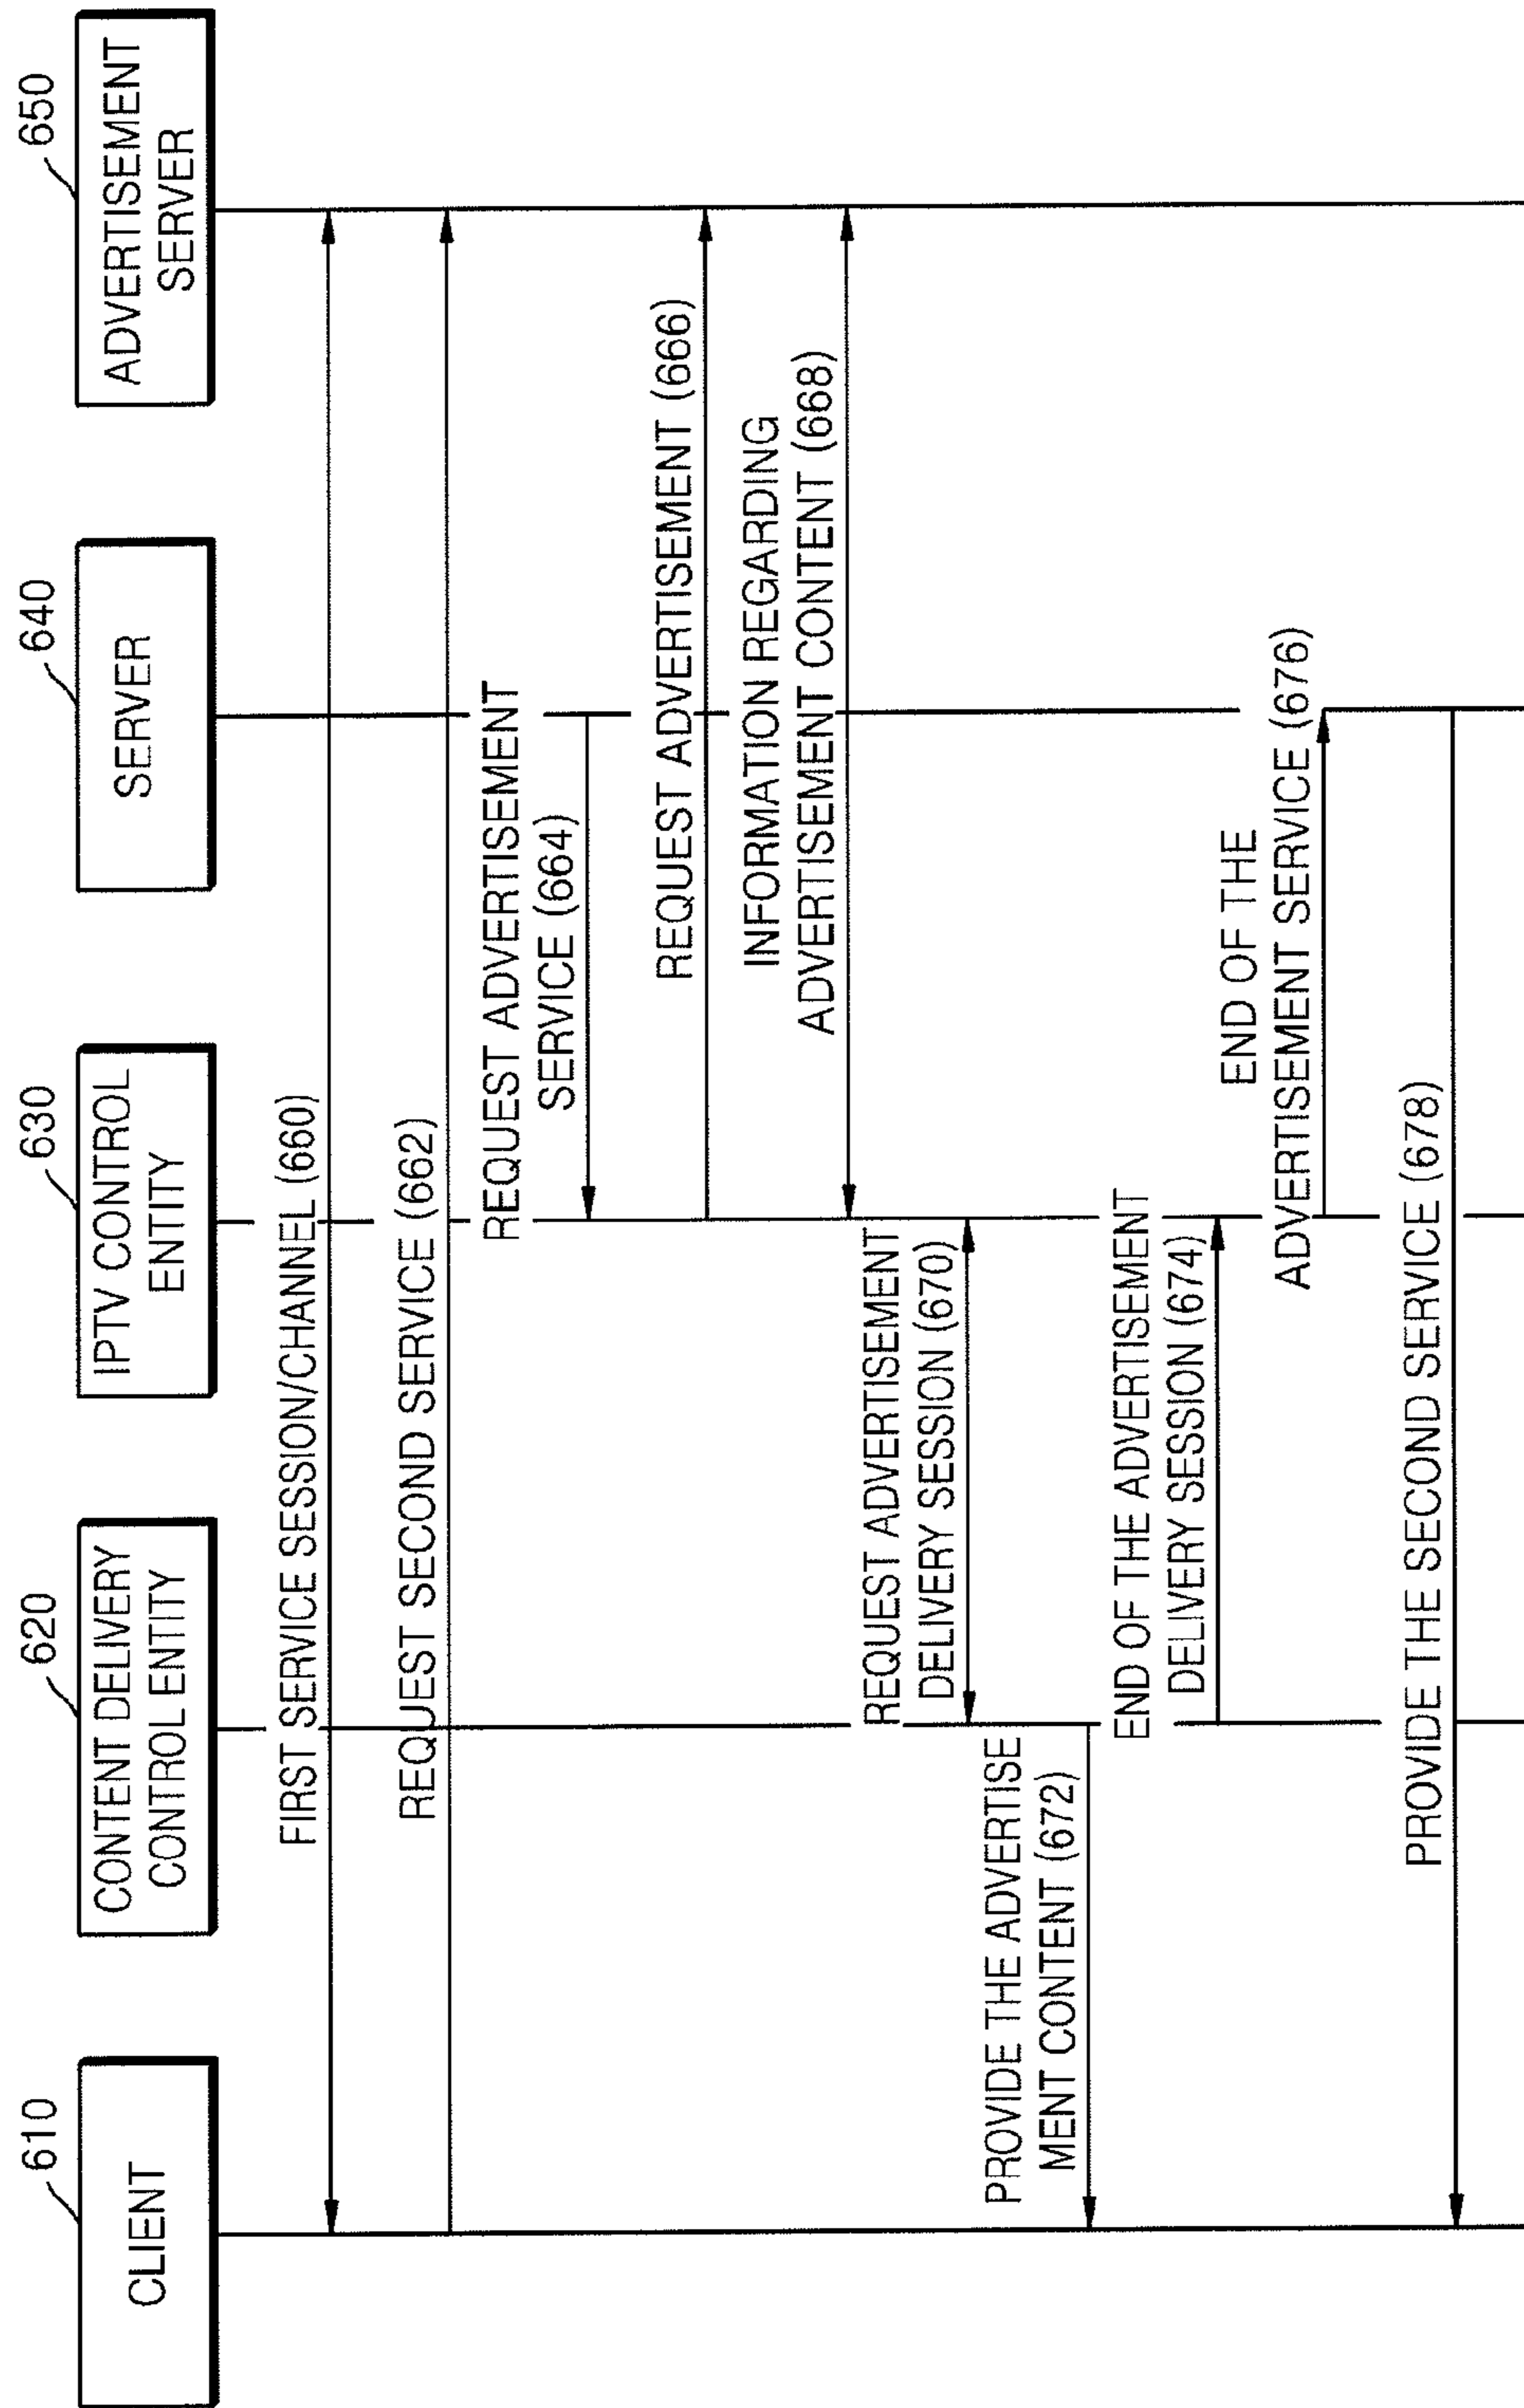 610
CLIENT
620
CONTENT DELIVERY
CONTROL ENTITY
630
IPTV CONTROL
ENTITY
640
SERVER
650
ADVERTISEMENT
SERVER
FIRST SERVICE SESSION/CHANNEL (660)
REQUEST SECOND SERVICE (662)
REQUEST ADVERTISEMENT
SERVICE (664)
REQUEST ADVERTISEMENT (666)
INFORMATION REGARDING
ADVERTISEMENT CONTENT (668)
REQUEST ADVERTISEMENT
DELIVERY SESSION (670)
PROVIDE THE ADVERTISE
MENT CONTENT (672)
END OF THE ADVERTISEMENT
DELIVERY SESSION (674)
END OF THE
ADVERTISEMENT SERVICE (676)
PROVIDE THE SECOND SERVICE (678)